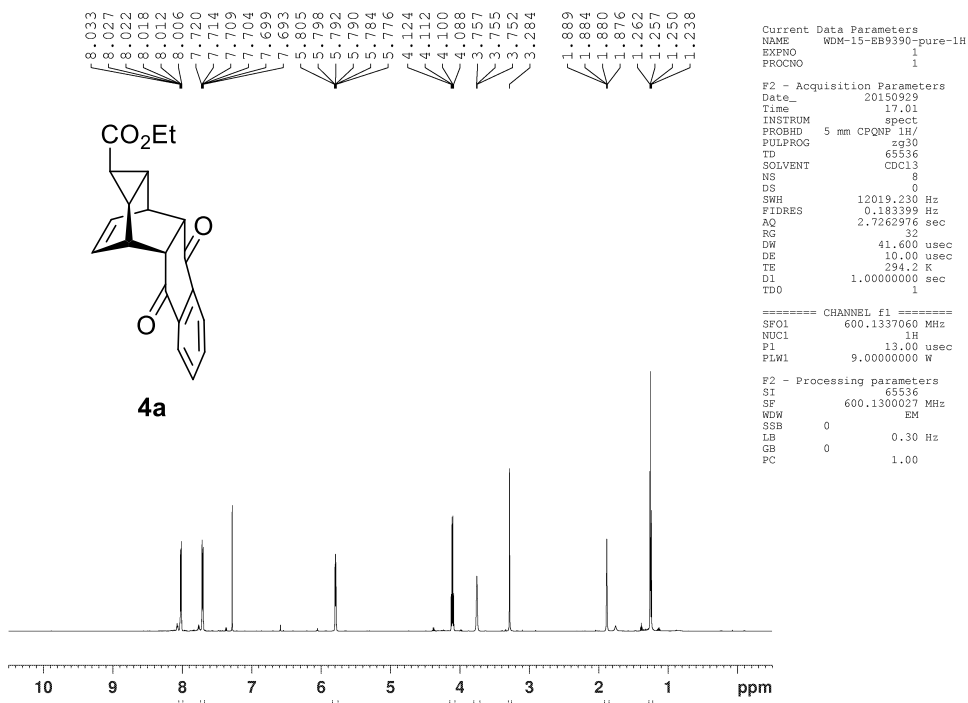 8.033
8.027
8.022
8.018
8.012
8.006
7.720
7.714
7.709
7.704
7.699
7.693
5.805
5.798
5.792
5.790
5.784
5.776
4.124
4.112
4.100
4.088
3.757
3.755
3.752
3.284
1.889
1.884
1.880
1.876
1.262
1.257
1.250
1.238
Current Data Parameters
NAME WDM-15-EB9390-pure-1H
EXPNO 1
PROCNO 1
F2 - Acquisition Parameters
Date_ 20150929
Time 17.01
INSTRUM spect
PROBHD 5 mm CPQNP 1H/
PULPROG zg30
TD 65536
SOLVENT CDCl3
NS 8
DS 0
SWH 12019.230 Hz
FIDRES 0.183399 Hz
AQ 2.7262976 sec
RG 32
DW 41.600 usec
DE 10.00 usec
TE 294.2 K
D1 1.00000000 sec
TD0 1
======== CHANNEL f1 ========
SFO1 600.1337060 MHz
NUC1 1H
P1 13.00 usec
PLW1 9.00000000 W
F2 - Processing parameters
SI 65536
SF 600.1300027 MHz
WDW EM
SSB 0
LB 0.30 Hz
GB 0
PC 1.00
CO2Et
O
O
4a
10 9 8 7 6 5 4 3 2 1 ppm